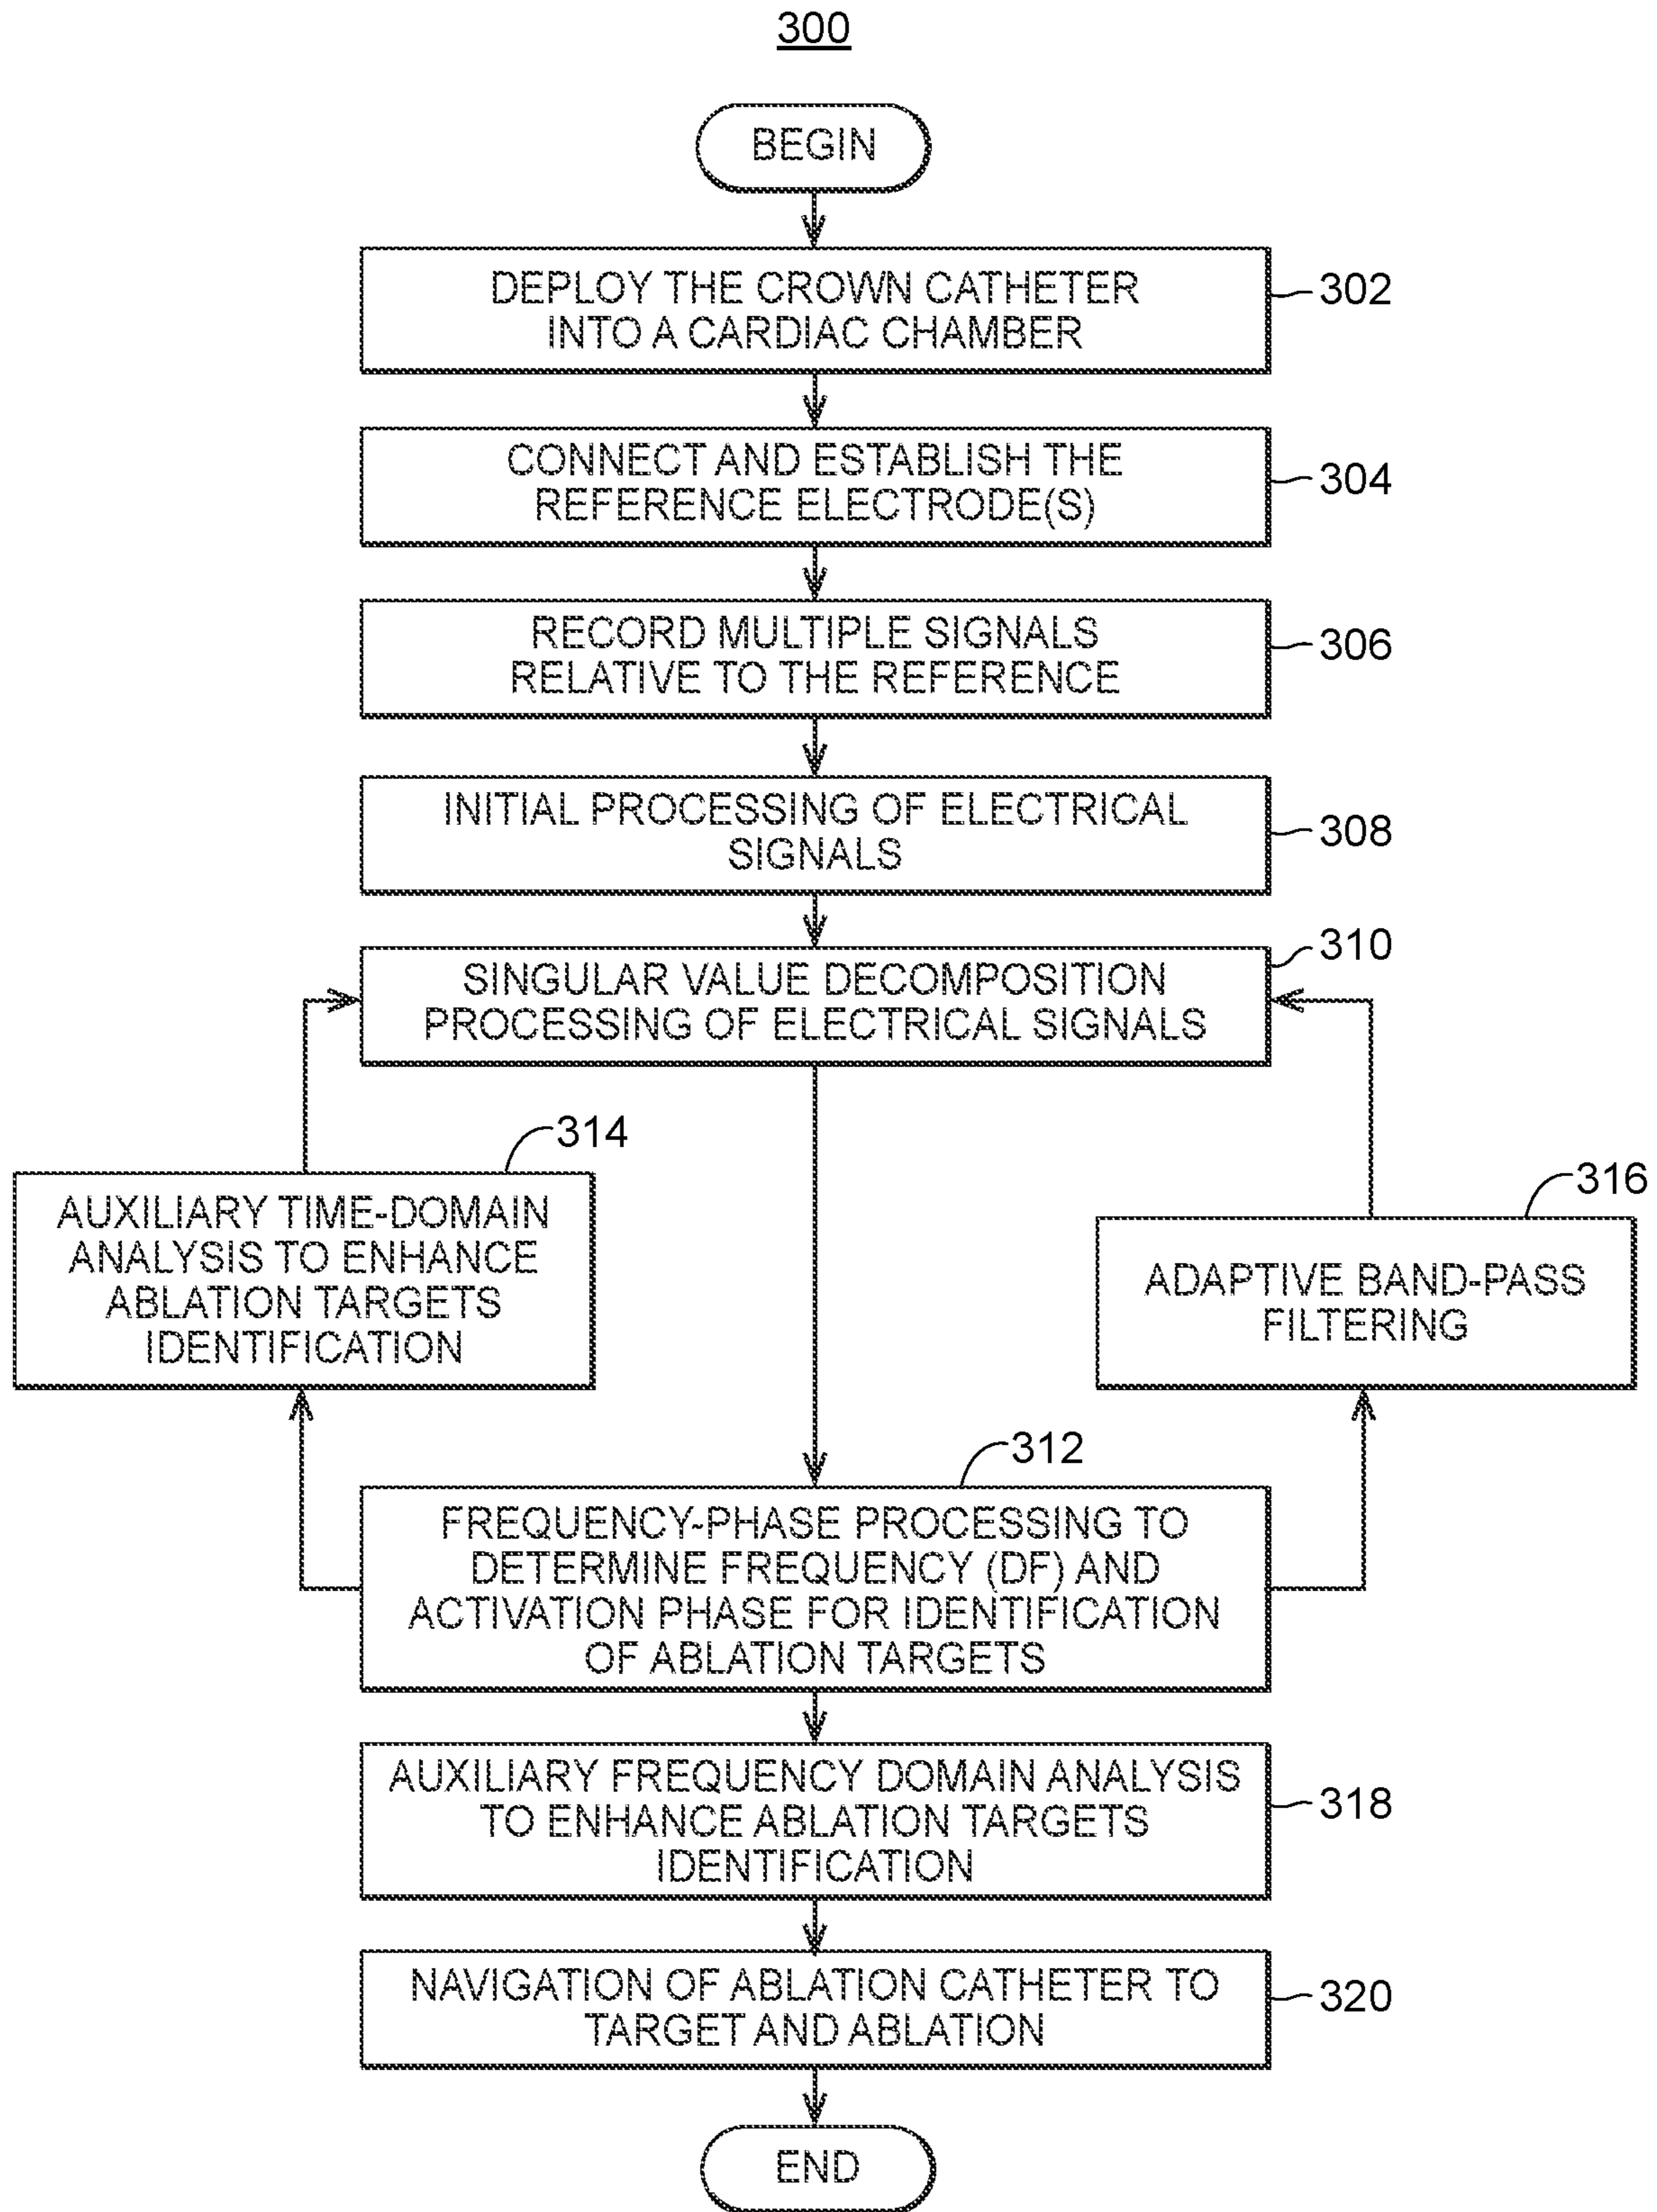 300
BEGIN
DEPLOY THE CROWN CATHETER
INTO A CARDIAC CHAMBER
302
CONNECT AND ESTABLISH THE
REFERENCE ELECTRODE(S)
304
RECORD MULTIPLE SIGNALS
RELATIVE TO THE REFERENCE
306
INITIAL PROCESSING OF ELECTRICAL
SIGNALS
308
310
SINGULAR VALUE DECOMPOSITION
PROCESSING OF ELECTRICAL SIGNALS
314
AUXILIARY TIME-DOMAIN
ANALYSIS TO ENHANCE
ABLATION TARGETS
IDENTIFICATION
316
ADAPTIVE BAND-PASS
FILTERING
312
FREQUENCY-PHASE PROCESSING TO
DETERMINE FREQUENCY (DF) AND
ACTIVATION PHASE FOR IDENTIFICATION
OF ABLATION TARGETS
AUXILIARY FREQUENCY DOMAIN ANALYSIS
TO ENHANCE ABLATION TARGETS
IDENTIFICATION
318
NAVIGATION OF ABLATION CATHETER TO
TARGET AND ABLATION
320
END